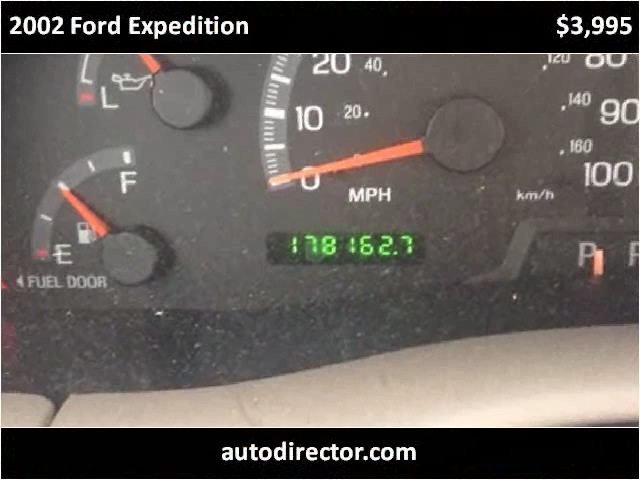 2002 Ford Expedition $3,995
20 40 120 80
L 10 20 140 90
F 0 160 100
MPH km/h
E 178162.7 P
FUEL DOOR
autodirector.com